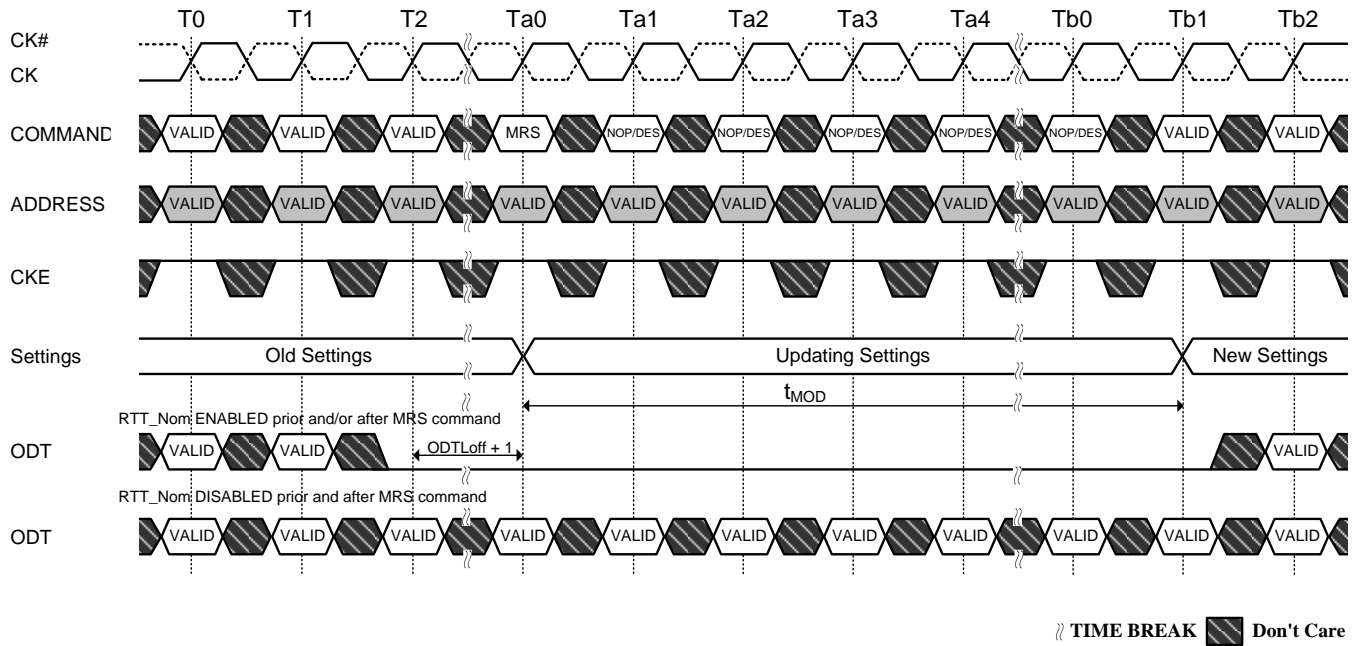 T0 T1 T2 Ta0 Ta1 Ta2 Ta3 Ta4 Tb0 Tb1 Tb2
CK#
CK
COMMAND VALID VALID VALID MRS NOP/DES NOP/DES NOP/DES NOP/DES NOP/DES VALID VALID
ADDRESS VALID VALID VALID VALID VALID VALID VALID VALID VALID VALID VALID
CKE
Settings Old Settings Updating Settings New Settings
tMOD
RTT_Nom ENABLED prior and/or after MRS command
ODT VALID VALID ODTLoff + 1 VALID
RTT_Nom DISABLED prior and after MRS command
ODT VALID VALID VALID VALID VALID VALID VALID VALID VALID VALID VALID
TIME BREAK Don't Care